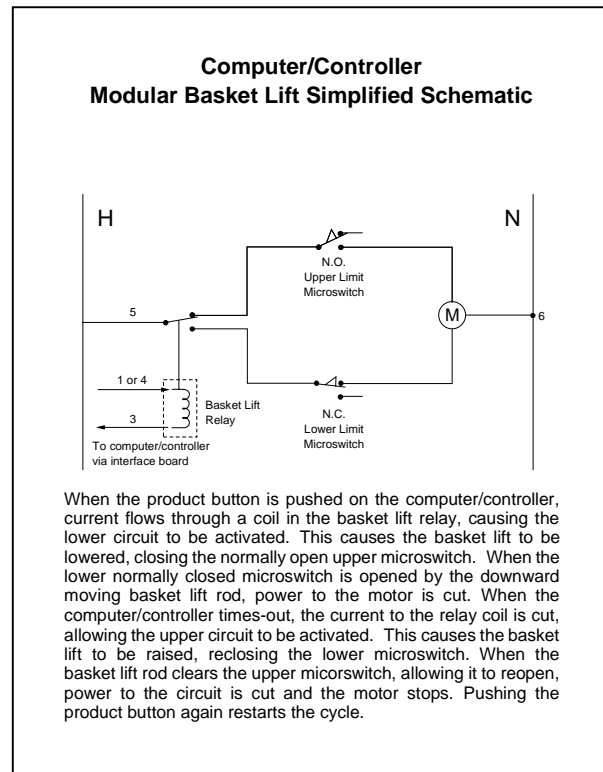 Computer/Controller
Modular Basket Lift Simplified Schematic
H
N
N.O.
Upper Limit
Microswitch
5
M
6
1 or 4
Basket Lift
Relay
3
N.C.
Lower Limit
Microswitch
To computer/controller
via interface board
When the product button is pushed on the computer/controller,
current flows through a coil in the basket lift relay, causing the
lower circuit to be activated. This causes the basket lift to be
lowered, closing the normally open upper microswitch. When the
lower normally closed microswitch is opened by the downward
moving basket lift rod, power to the motor is cut. When the
computer/controller times-out, the current to the relay coil is cut,
allowing the upper circuit to be activated. This causes the basket
lift to be raised, reclosing the lower microswitch. When the
basket lift rod clears the upper micorswitch, allowing it to reopen,
power to the circuit is cut and the motor stops. Pushing the
product button again restarts the cycle.